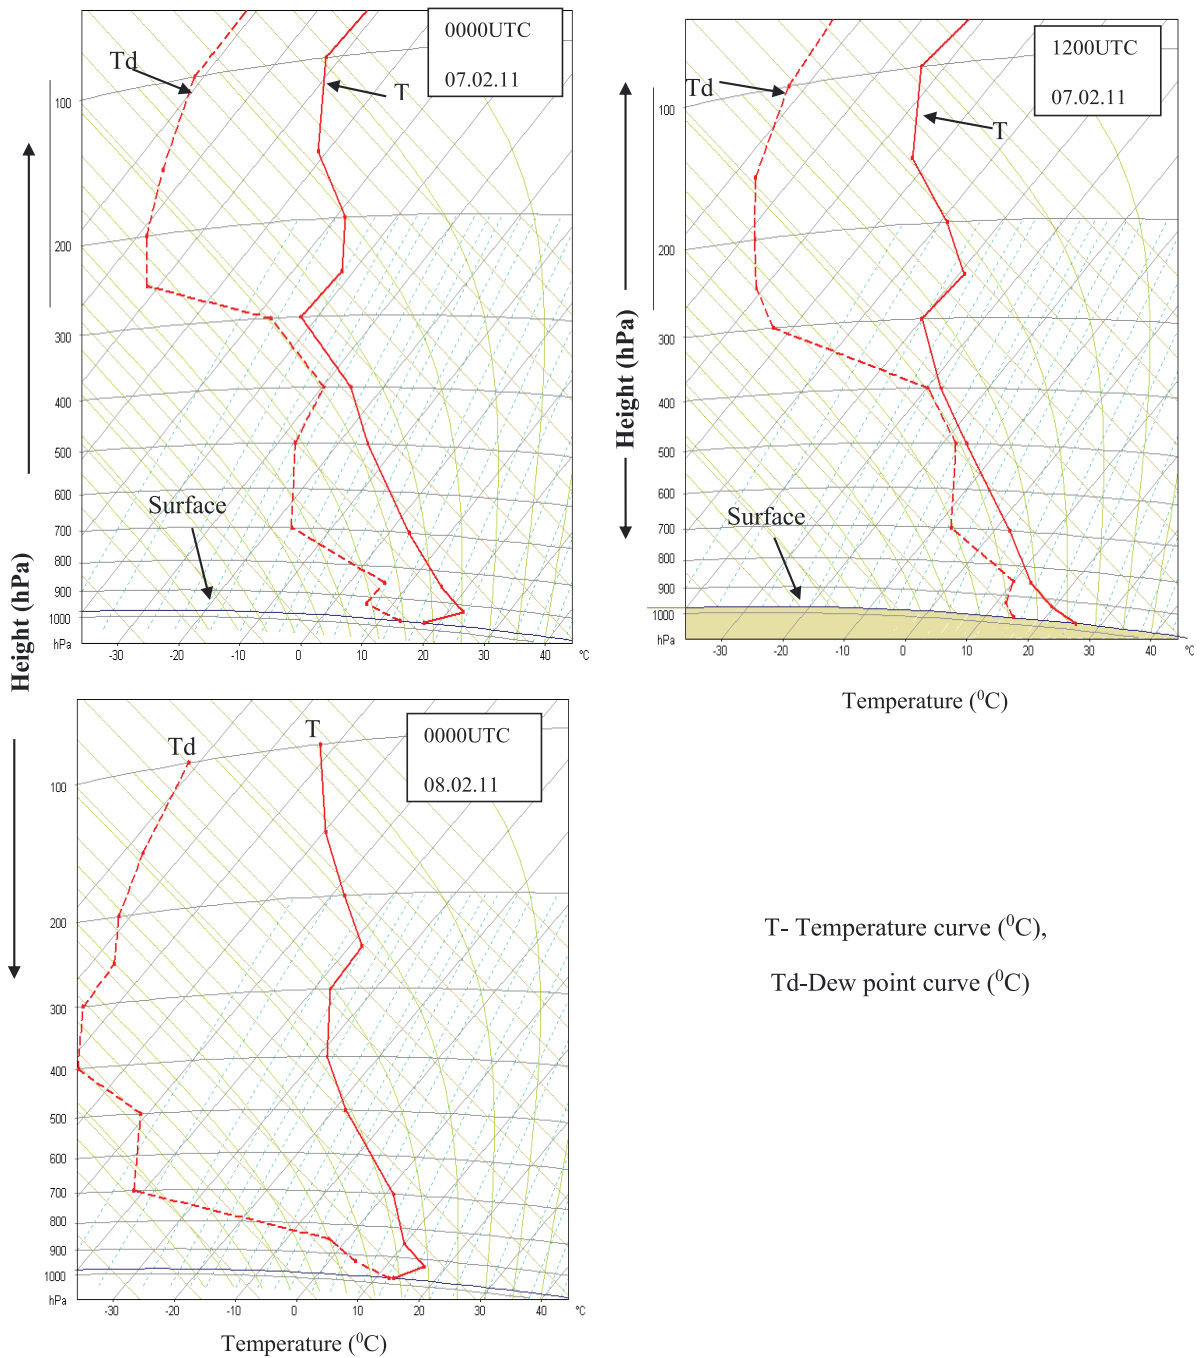 0000UTC
07.02.11
Td
T
100
200
300
400
500
600
700
800
900
1000
hPa
Surface
-30
-20
-10
0
10
20
30
40
°C
Height (hPa)
1200UTC
07.02.11
Td
T
100
200
300
400
500
600
700
800
900
1000
hPa
Surface
-30
-20
-10
0
10
20
30
40
°C
Height (hPa)
Temperature (⁰C)
0000UTC
08.02.11
Td
T
100
200
300
400
500
600
700
800
900
1000
hPa
-30
-20
-10
0
10
20
30
40
°C
Temperature (⁰C)
T- Temperature curve (⁰C),
Td-Dew point curve (⁰C)